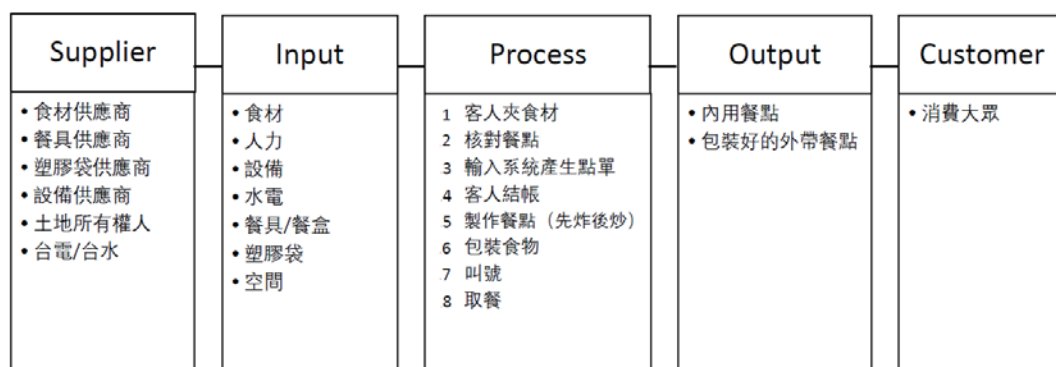 Supplier
• 食材供應商
• 餐具供應商
• 塑膠袋供應商
• 設備供應商
• 土地所有權人
• 台電/台水
Input
• 食材
• 人力
• 設備
• 水電
• 餐具/餐盒
• 塑膠袋
• 空間
Process
1 客人夾食材
2 核對餐點
3 輸入系統產生點單
4 客人結帳
5 製作餐點（先炸後炒）
6 包裝食物
7 叫號
8 取餐
Output
• 內用餐點
• 包裝好的外帶餐點
Customer
• 消費大眾